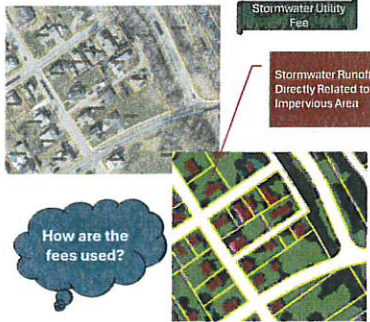 Stormwater Utility
Fee
Stormwater Runoff
Directly Related to
Impervious Area
How are the
fees used?